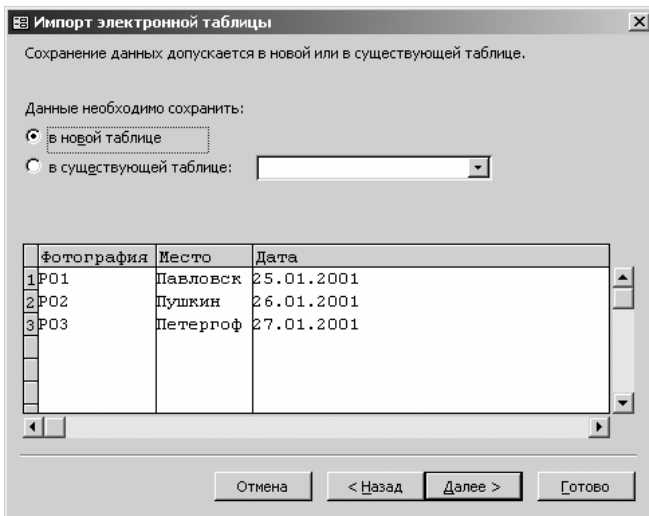 Импорт электронной таблицы
Сохранение данных допускается в новой или в существующей таблице.
Данные необходимо сохранить:
в новой таблице
в существующей таблице:
Фотография Место Дата
1 P01 Павловск 25.01.2001
2 P02 Пушкин 26.01.2001
3 P03 Петергоф 27.01.2001
Отмена < Назад Далее > Готово